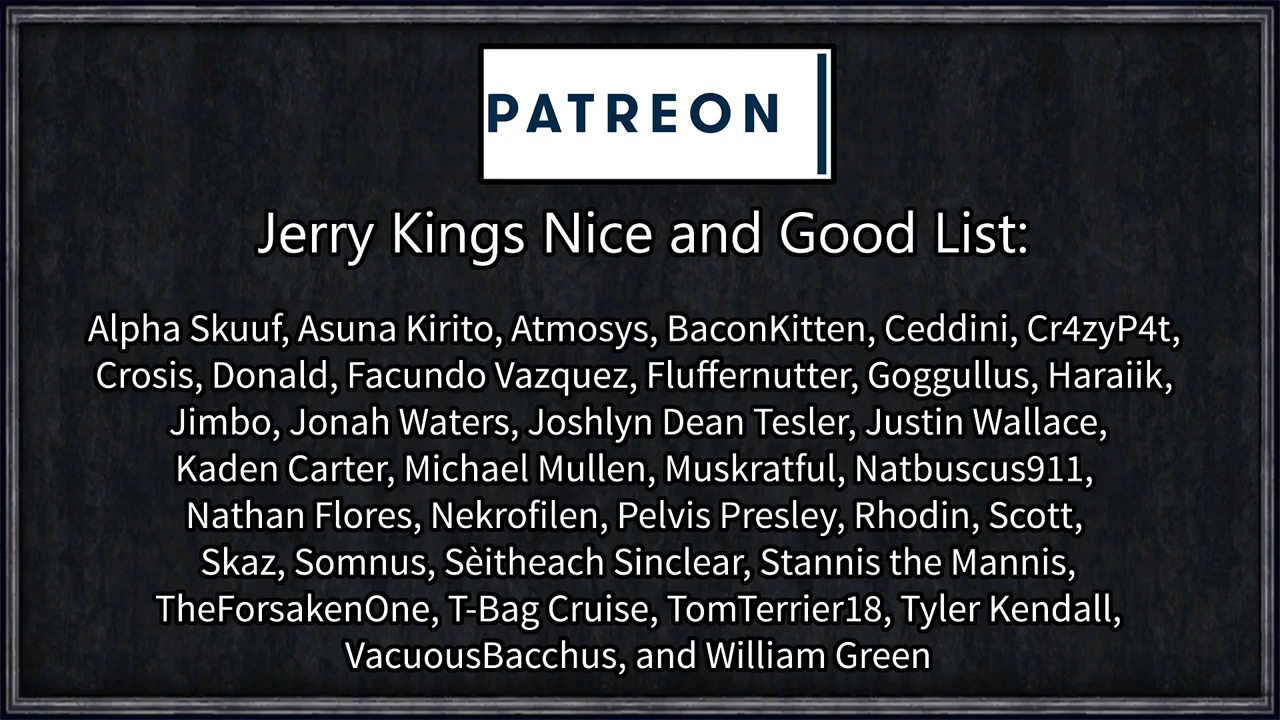 PATREON
Jerry Kings Nice and Good List:
Alpha Skuuf, Asuna Kirito, Atmosys, BaconKitten, Ceddini, Cr4zyP4t,
Crosis, Donald, Facundo Vazquez, Fluffernutter, Goggullus, Haraiik,
Jimbo, Jonah Waters, Joshlyn Dean Tesler, Justin Wallace,
Kaden Carter, Michael Mullen, Muskratful, Natbuscus911,
Nathan Flores, Nekrofilen, Pelvis Presley, Rhodin, Scott,
Skaz, Somnus, Sèitheach Sinclear, Stannis the Mannis,
TheForsakenOne, T-Bag Cruise, TomTerrier18, Tyler Kendall,
VacuousBacchus, and William Green